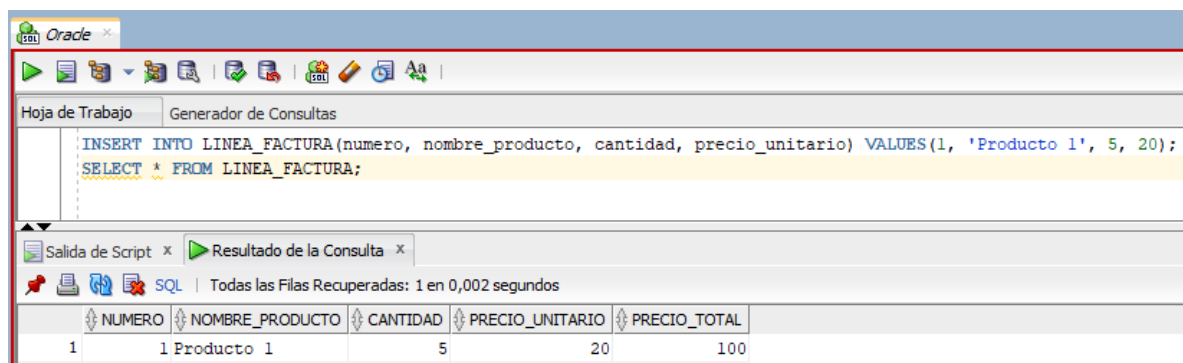 Oracle
Hoja de Trabajo Generador de Consultas
INSERT INTO LINEA_FACTURA(numero, nombre_producto, cantidad, precio_unitario) VALUES(1, 'Producto 1', 5, 20);
SELECT * FROM LINEA_FACTURA;
Salida de Script x Resultado de la Consulta x
SQL | Todas las Filas Recuperadas: 1 en 0,002 segundos
NUMERO NOMBRE_PRODUCTO CANTIDAD PRECIO_UNITARIO PRECIO_TOTAL
1 1 Producto 1 5 20 100